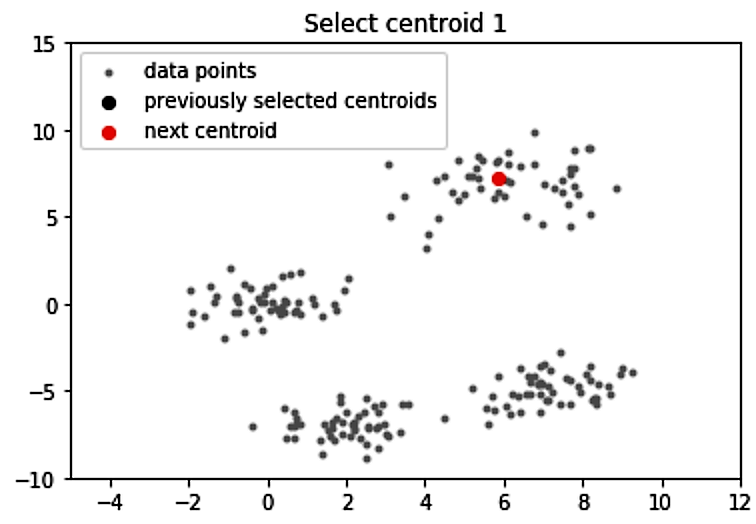 Select centroid 1
data points
previously selected centroids
next centroid
15
10
5
0
−5
−10
−4 −2 0 2 4 6 8 10 12